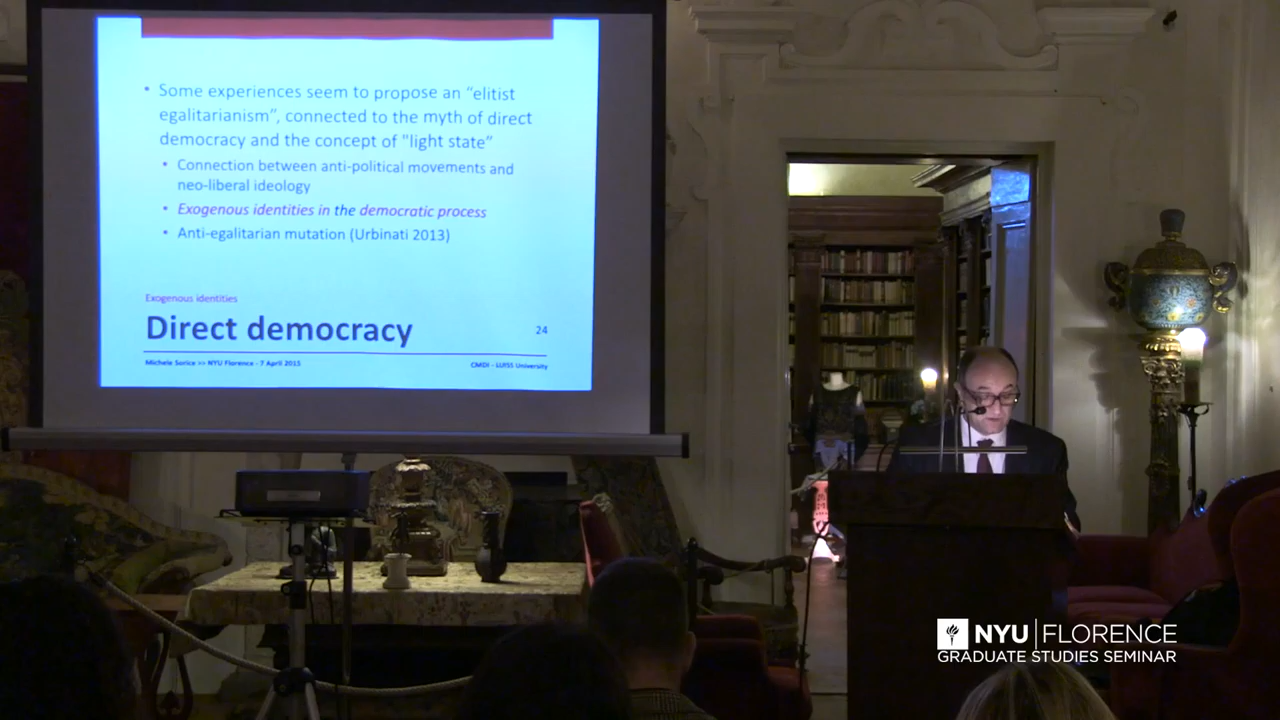 • Some experiences seem to propose an “elitist
egalitarianism”, connected to the myth of direct
democracy and the concept of "light state”
• Connection between anti-political movements and
neo-liberal ideology
• Exogenous identities in the democratic process
• Anti-egalitarian mutation (Urbinati 2013)
Exogenous identities
Direct democracy
24
Michele Sorice >> NYU Florence - 7 April 2015
CMDI - LUISS University
NYU FLORENCE
GRADUATE STUDIES SEMINAR